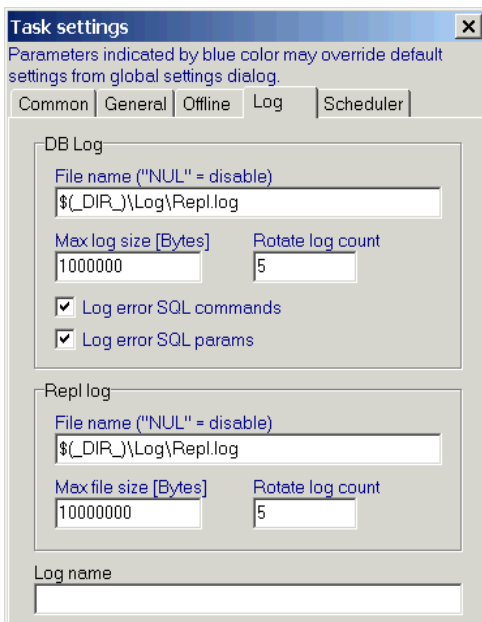 Task settings
Parameters indicated by blue color may override default
settings from global settings dialog.
Common General Offline Log Scheduler
DB Log
File name ("NUL" = disable)
$(_DIR_)\Log\Repl.log
Max log size [Bytes] Rotate log count
1000000 5
Log error SQL commands
Log error SQL params
Repl log
File name ("NUL" = disable)
$(_DIR_)\Log\Repl.log
Max file size [Bytes] Rotate log count
10000000 5
Log name